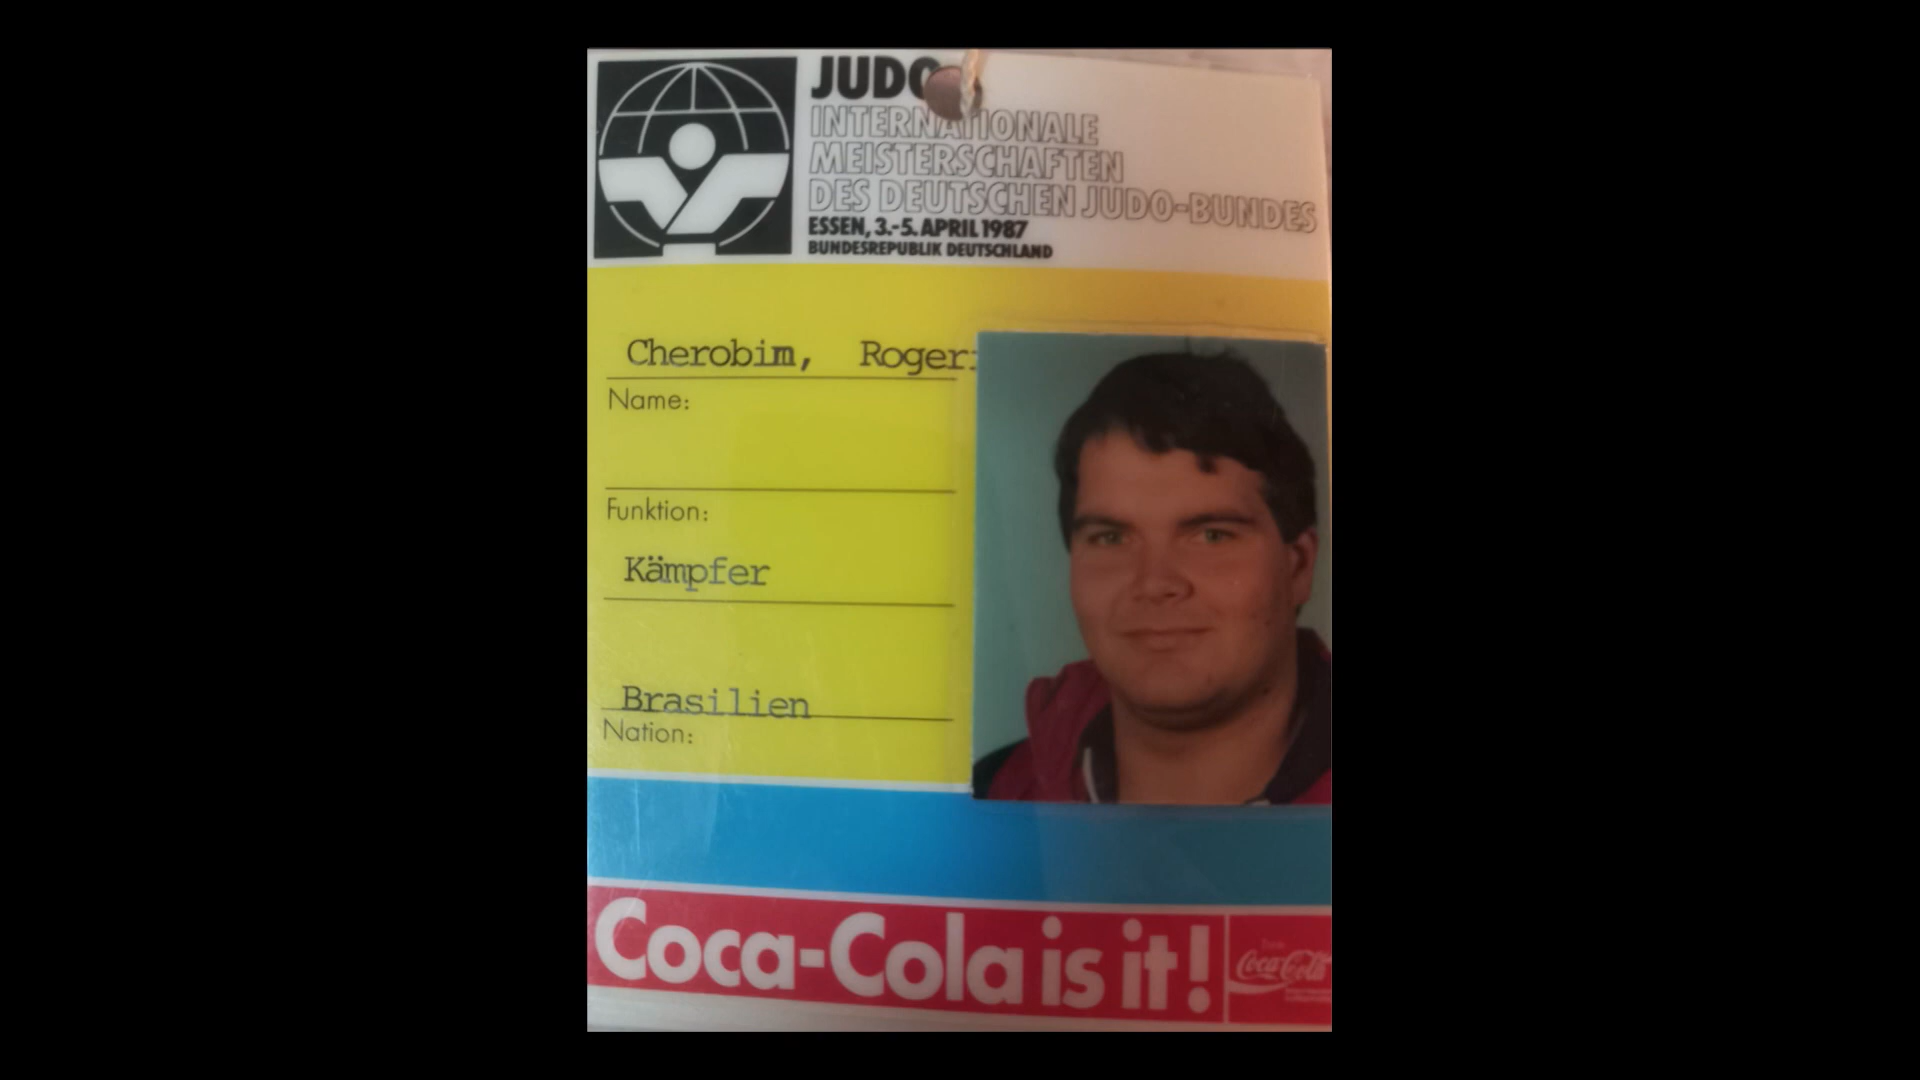 JUDO
INTERNATIONALE
MEISTERSCHAFTEN
DES DEUTSCHEN JUDO-BUNDES
ESSEN, 3.-5. APRIL 1987
BUNDESREPUBLIK DEUTSCHLAND
Cherobim,
Name:
Funktion:
Kämpfer
Brasilien
Nation:
Coca-Cola is it!
Coca-Cola